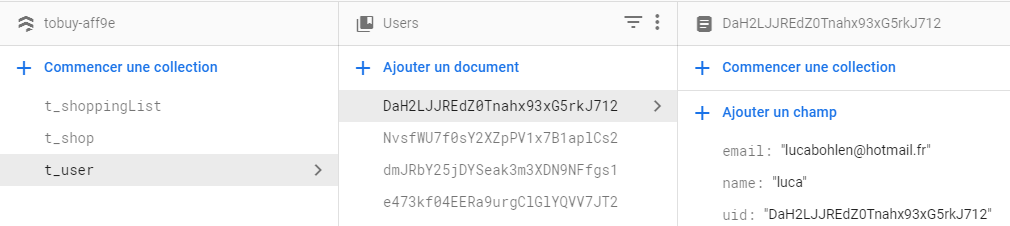 tobuy-aff9e
Users
DaH2LJJREdZ0Tnahx93xG5rkJ712
Commencer une collection
Ajouter un document
Commencer une collection
t_shoppingList
DaH2LJJREdZ0Tnahx93xG5rkJ712
Ajouter un champ
t_shop
NvsfWU7f0sY2XZpPV1x7B1aplCs2
email: "lucabohlen@hotmail.fr"
t_user
dmJRbY25jDYSeak3m3XDN9NFfgs1
name: "luca"
e473kf04EERa9urgClGlYQVV7JT2
uid: "DaH2LJJREdZ0Tnahx93xG5rkJ712"